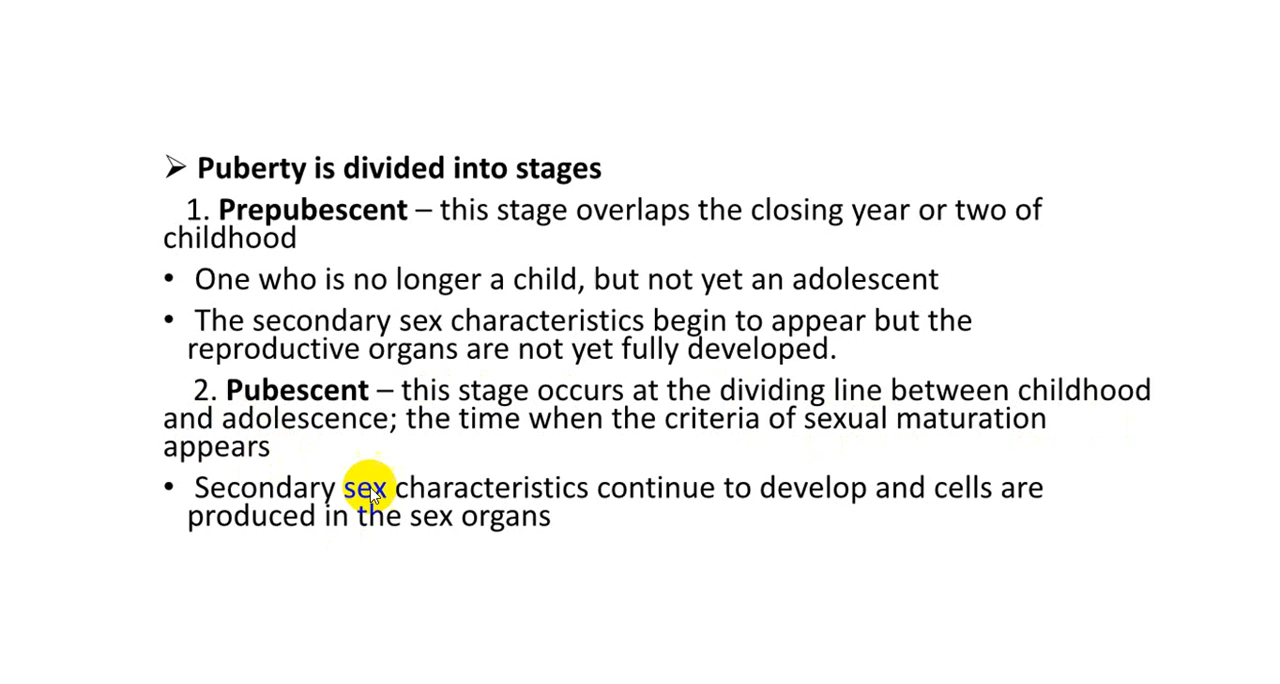 ➢ Puberty is divided into stages
1. Prepubescent – this stage overlaps the closing year or two of
childhood
• One who is no longer a child, but not yet an adolescent
• The secondary sex characteristics begin to appear but the
reproductive organs are not yet fully developed.
2. Pubescent – this stage occurs at the dividing line between childhood
and adolescence; the time when the criteria of sexual maturation
appears
• Secondary sex characteristics continue to develop and cells are
produced in the sex organs